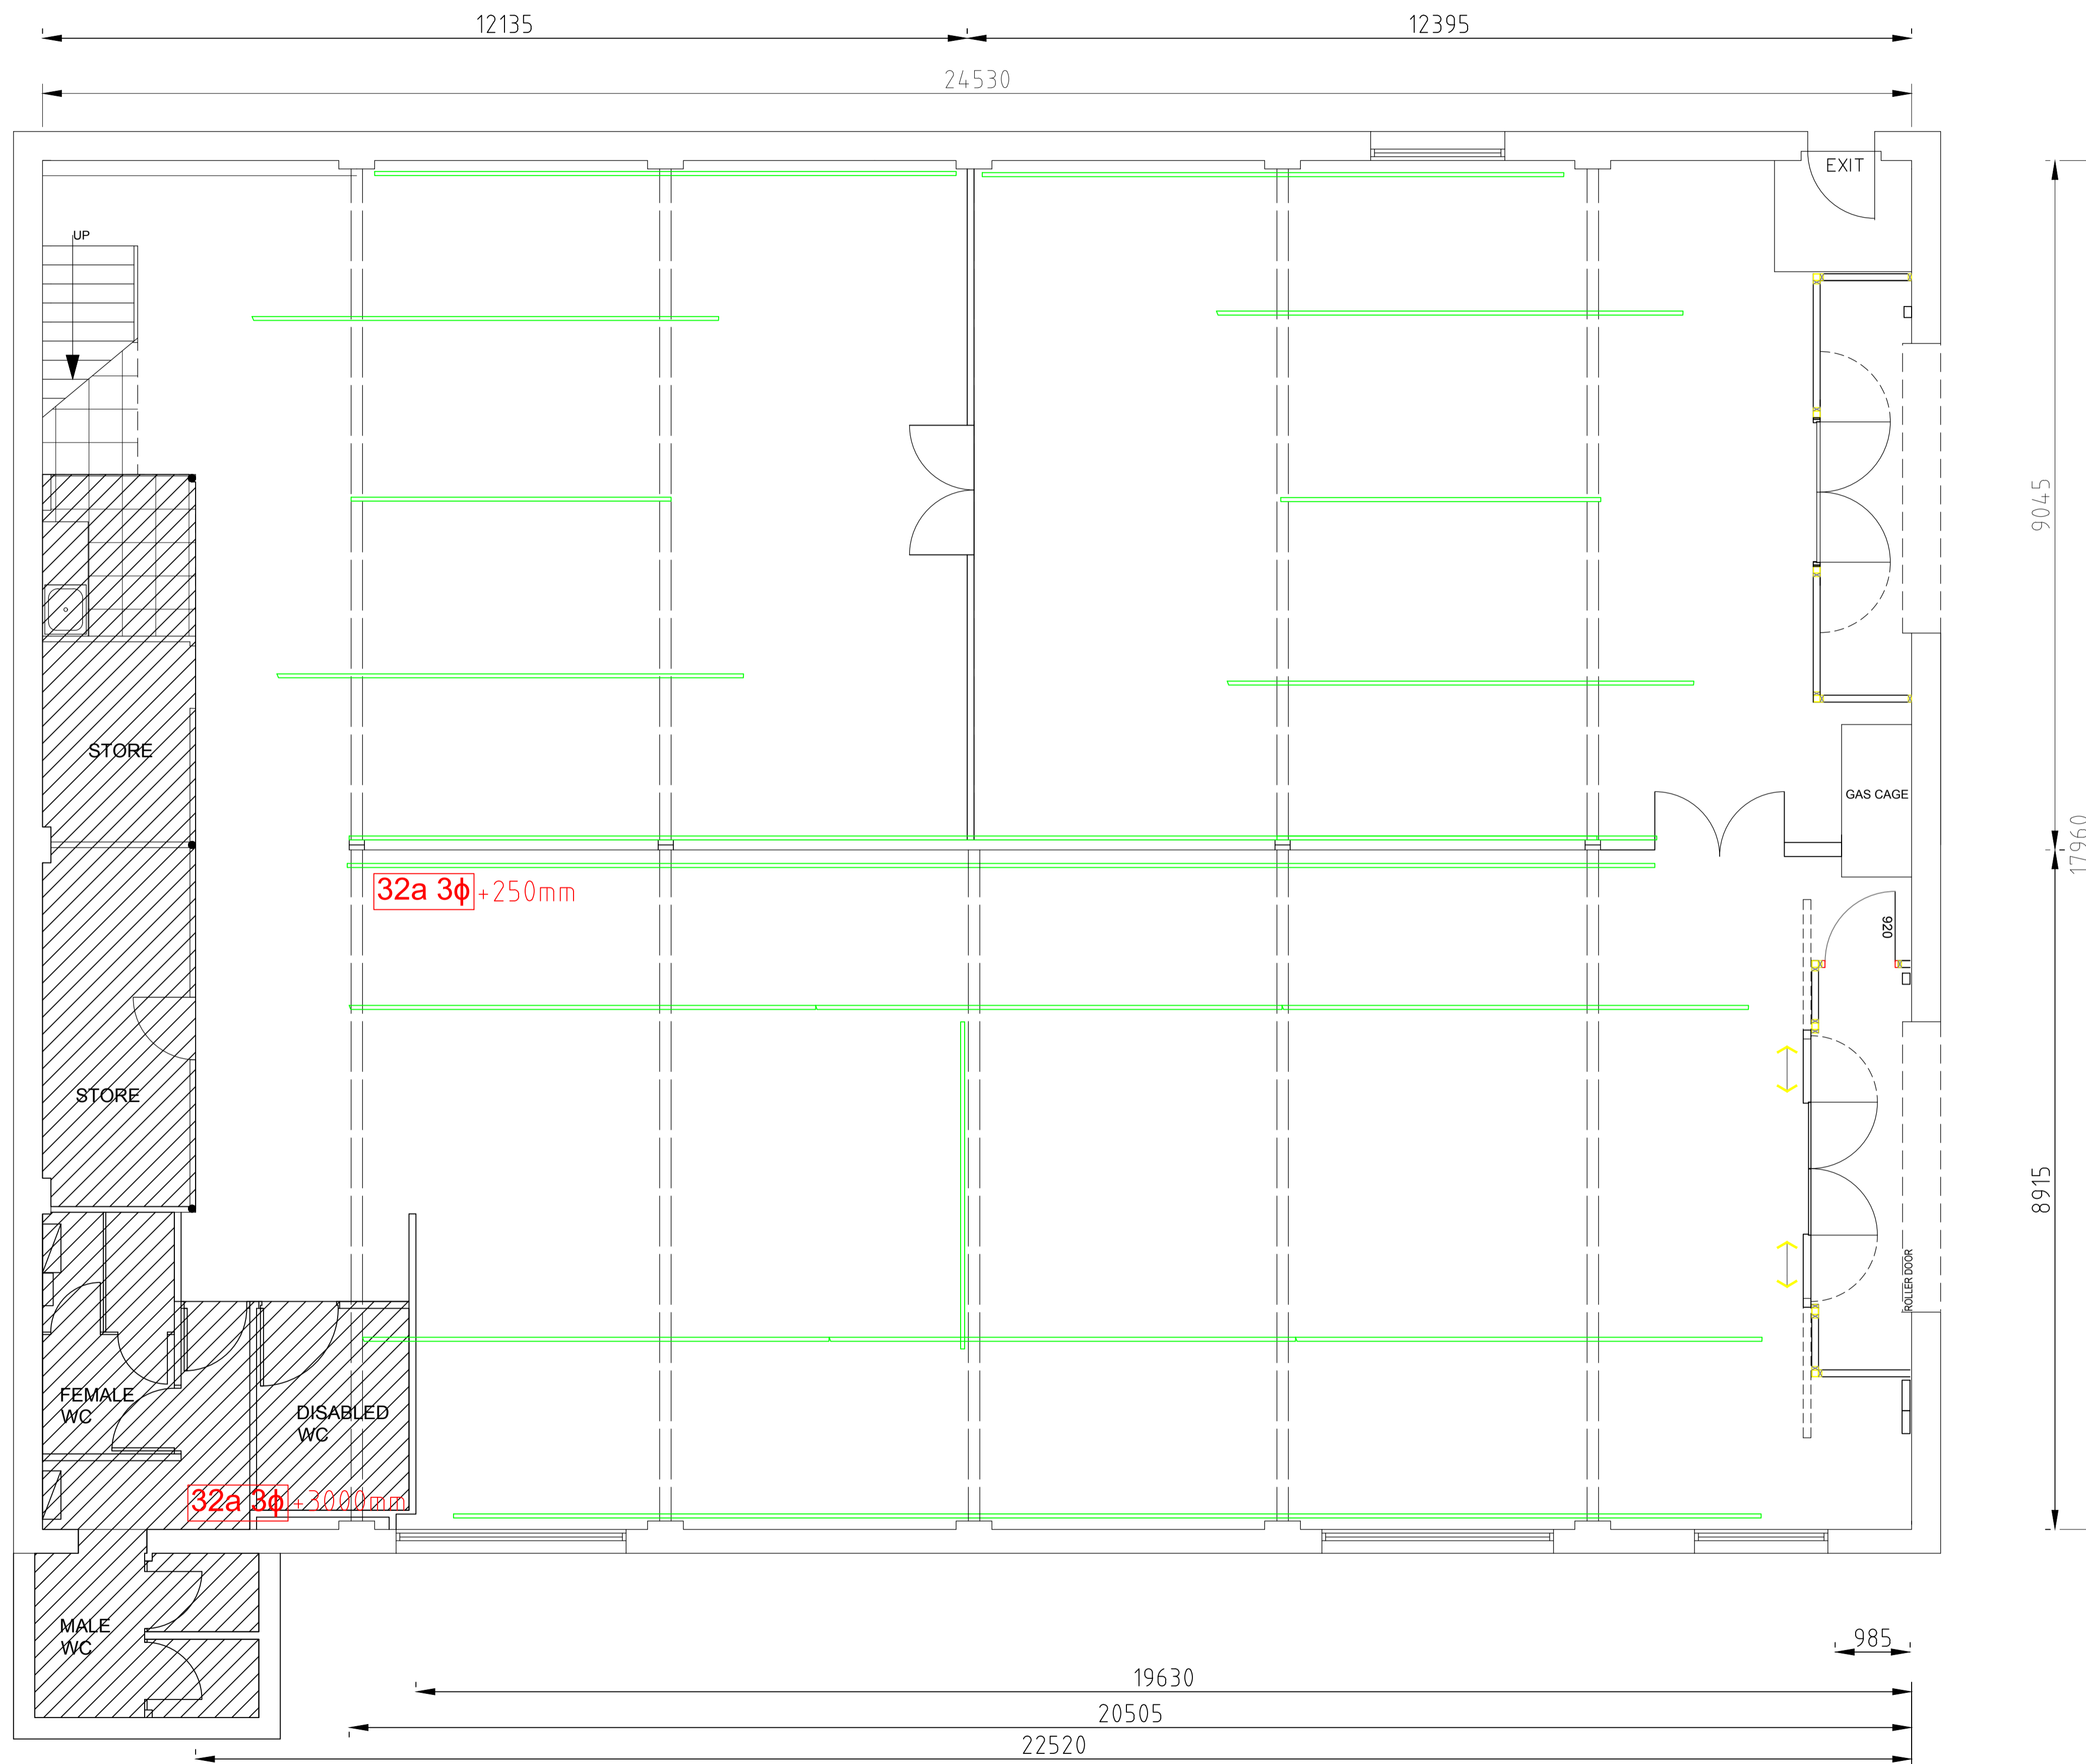 12135
12395
24530
EXIT
UP
9045
STORE
GAS CAGE
17960
32a 3ϕ +250mm
920
STORE
8915
ROLLER DOOR
FEMALE
WC
DISABLED
WC
32a 3ϕ +3000mm
MALE
WC
985
19630
20505
22520